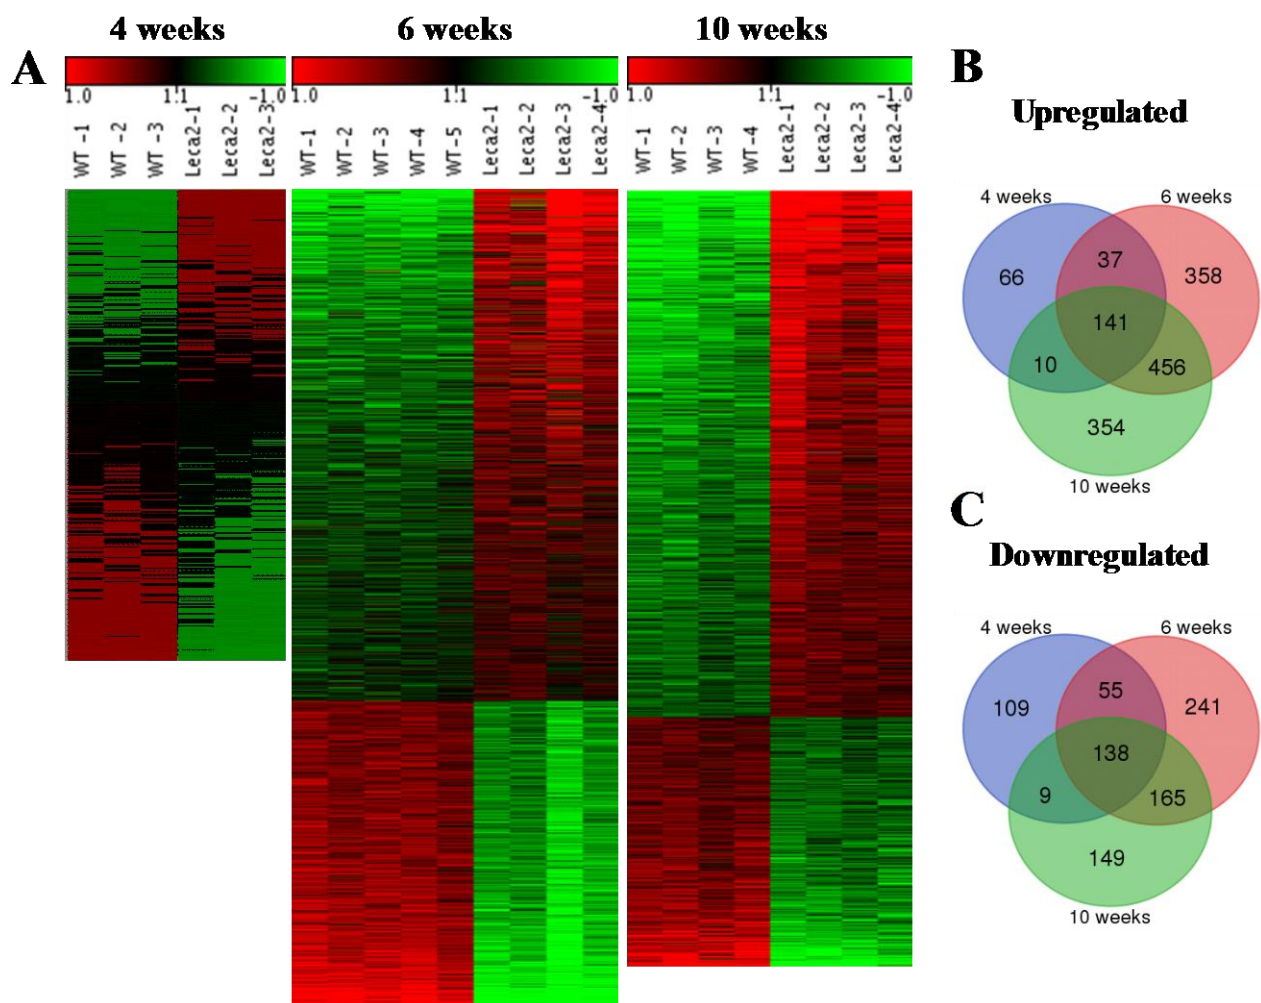 4 weeks 6 weeks 10 weeks
A
1.0 1:1 -1.0 1.0 1:1 -1.0 1.0 1:1 -1.0
WT -1 WT -2 WT -3 Leca2-1 Leca2-2 Leca2-3 WT-1 WT-2 WT-3 WT-4 WT-5 Leca2-1 Leca2-2 Leca2-3 Leca2-4 WT-1 WT-2 WT-3 WT-4 Leca2-1 Leca2-2 Leca2-3 Leca2-4
B
Upregulated
4 weeks 6 weeks
37
66 358
141
10 456
354
10 weeks
C
Downregulated
4 weeks 6 weeks
55
109 241
138
9 165
149
10 weeks